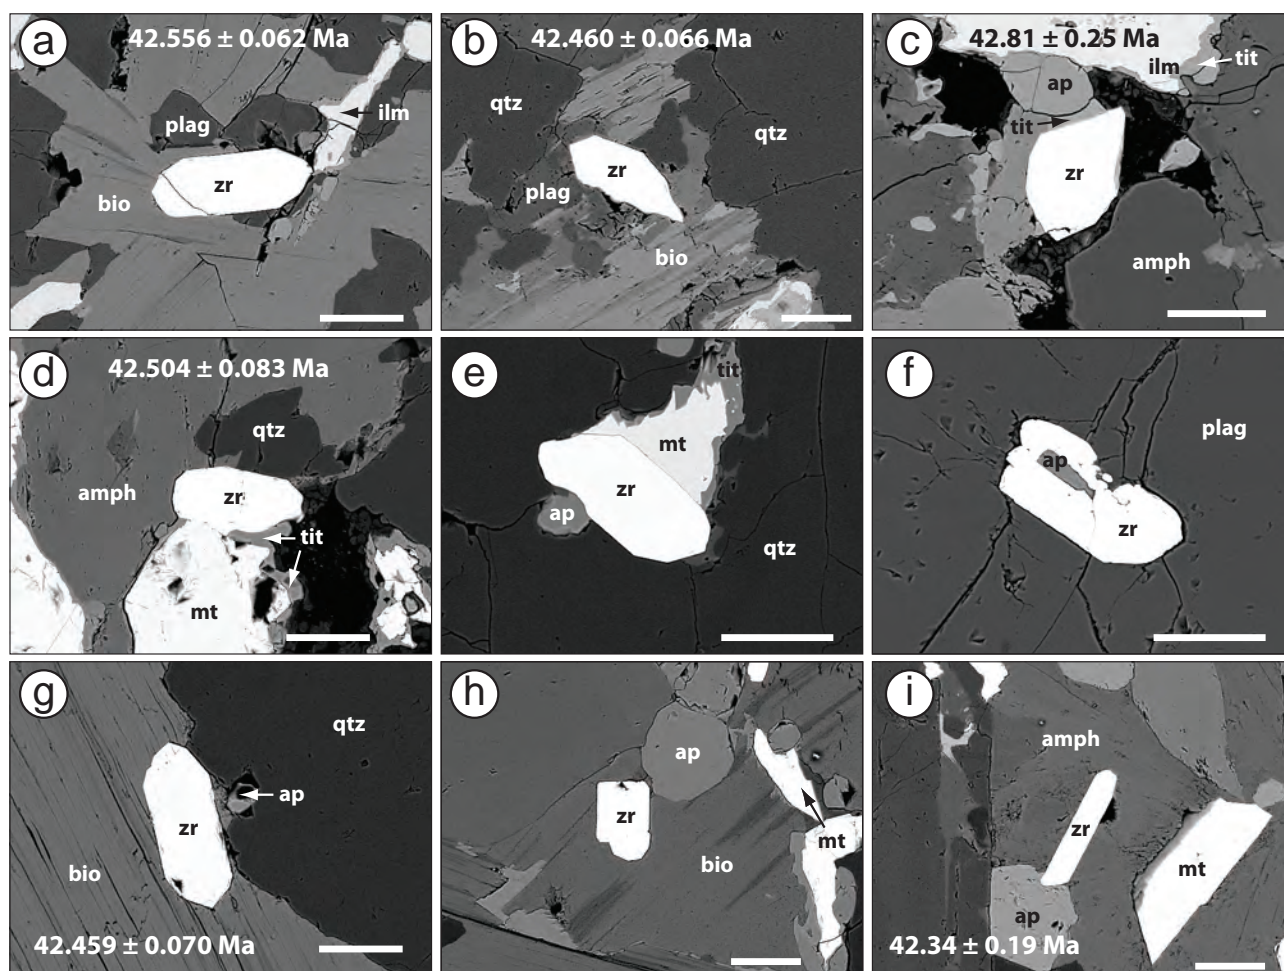 a
42.556 ± 0.062 Ma
plag
ilm
zr
bio
b
42.460 ± 0.066 Ma
qtz
qtz
zr
plag
bio
c
42.81 ± 0.25 Ma
ilm
tit
ap
tit
zr
amph
d
42.504 ± 0.083 Ma
qtz
amph
zr
tit
mt
e
tit
mt
zr
ap
qtz
f
plag
ap
zr
g
qtz
ap
zr
bio
42.459 ± 0.070 Ma
h
ap
zr
mt
bio
i
amph
zr
mt
ap
42.34 ± 0.19 Ma